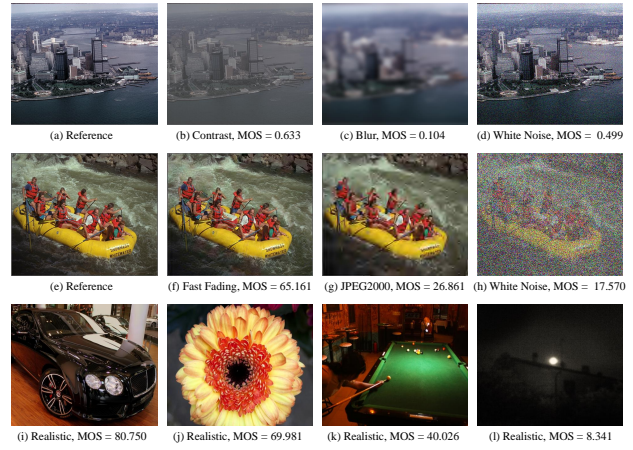 (a) Reference
(b) Contrast, MOS = 0.633
(c) Blur, MOS = 0.104
(d) White Noise, MOS = 0.499
(e) Reference
(f) Fast Fading, MOS = 65.161
(g) JPEG2000, MOS = 26.861
(h) White Noise, MOS = 17.570
(i) Realistic, MOS = 80.750
(j) Realistic, MOS = 69.981
(k) Realistic, MOS = 40.026
(l) Realistic, MOS = 8.341